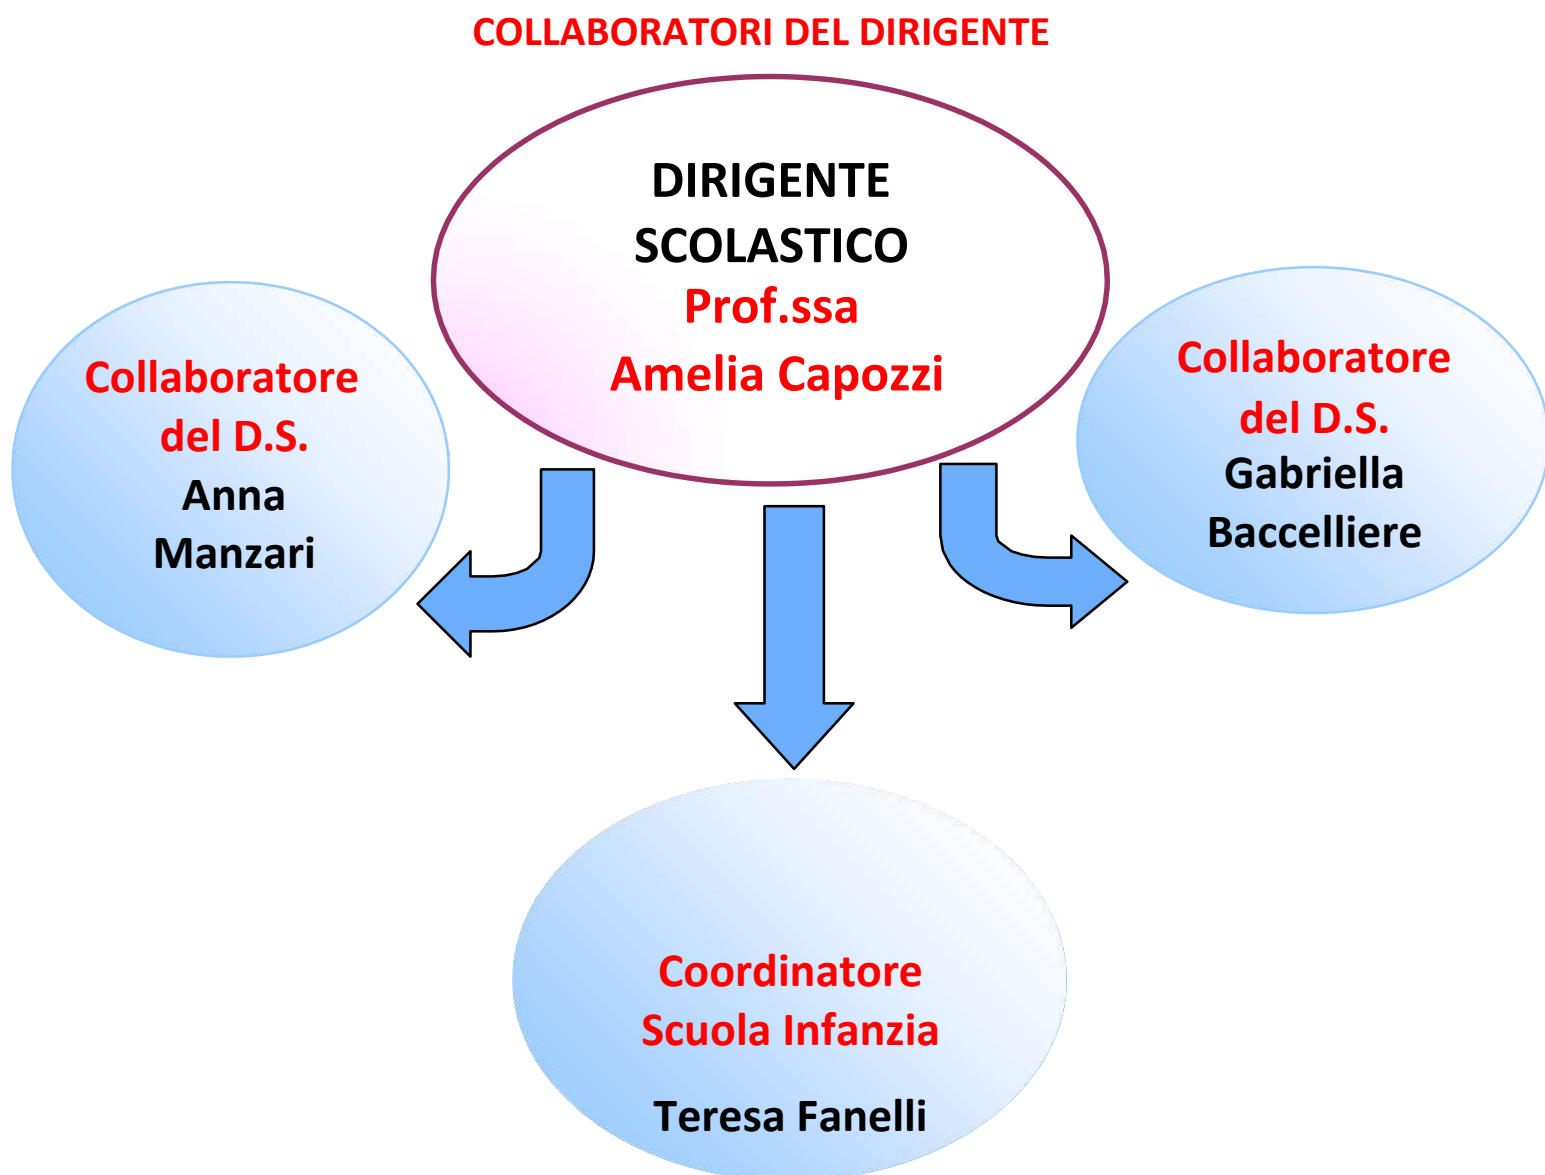 COLLABORATORI DEL DIRIGENTE
DIRIGENTE
SCOLASTICO
Prof.ssa
Amelia Capozzi
Collaboratore
del D.S.
Anna
Manzari
Collaboratore
del D.S.
Gabriella
Baccelliere
Coordinatore
Scuola Infanzia
Teresa Fanelli